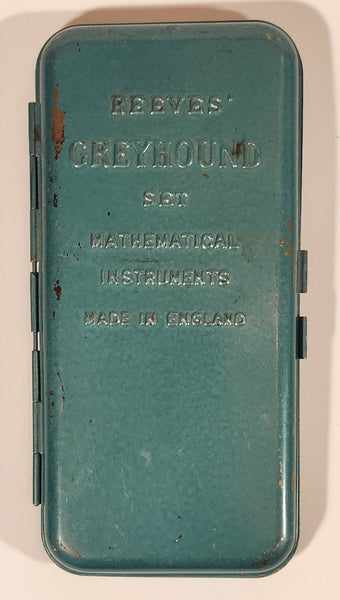 REEVES'
GREYHOUND
SET
MATHEMATICAL
INSTRUMENTS
MADE IN ENGLAND